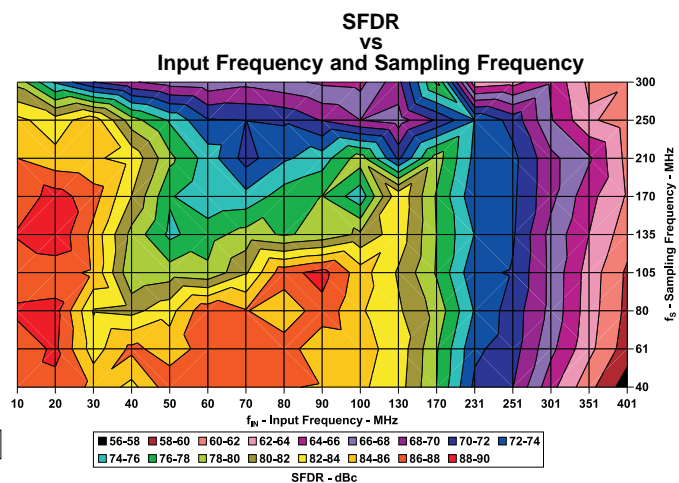 SFDR
vs
Input Frequency and Sampling Frequency
300
250
210
170
135
105
80
61
40
fS - Sampling Frequency - MHz
10 20 30 40 50 60 70 80 90 100 130 170 231 251 301 351 401
fIN - Input Frequency - MHz
56-58 58-60 60-62 62-64 64-66 66-68 68-70 70-72 72-74
74-76 76-78 78-80 80-82 82-84 84-86 86-88 88-90
SFDR - dBc